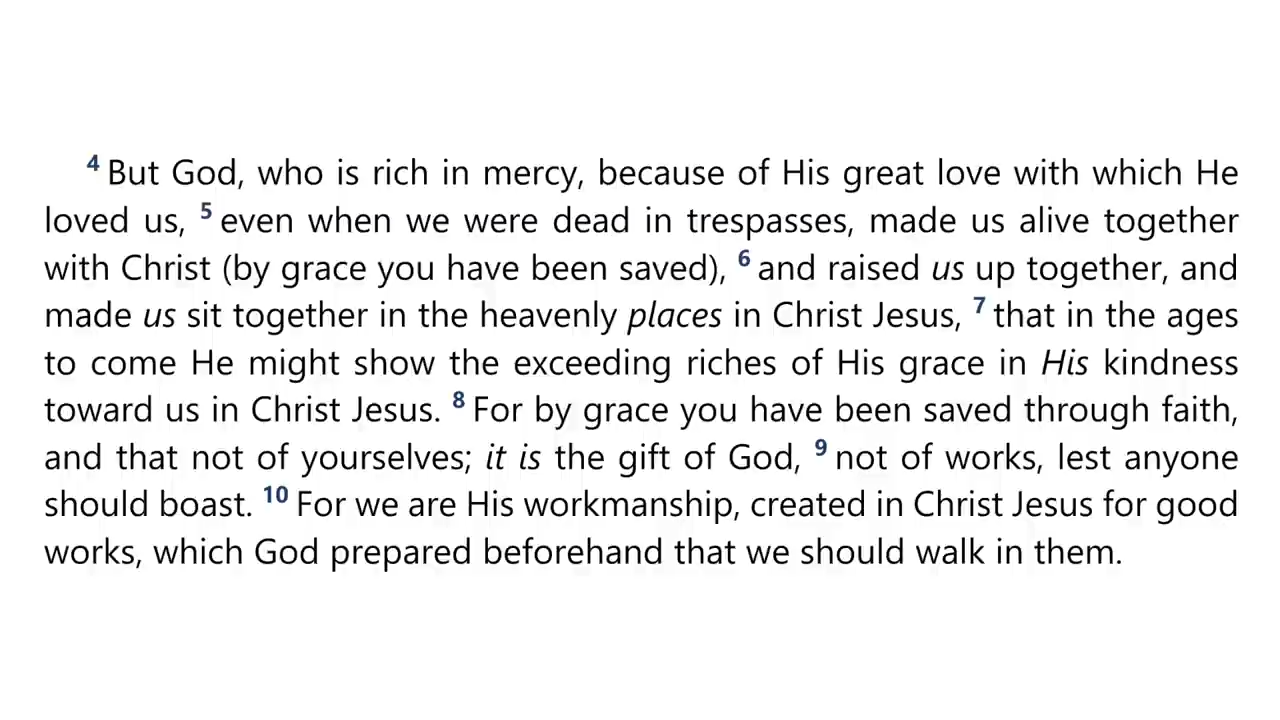 4 But God, who is rich in mercy, because of His great love with which He
loved us, 5 even when we were dead in trespasses, made us alive together
with Christ (by grace you have been saved), 6 and raised us up together, and
made us sit together in the heavenly places in Christ Jesus, 7 that in the ages
to come He might show the exceeding riches of His grace in His kindness
toward us in Christ Jesus. 8 For by grace you have been saved through faith,
and that not of yourselves; it is the gift of God, 9 not of works, lest anyone
should boast. 10 For we are His workmanship, created in Christ Jesus for good
works, which God prepared beforehand that we should walk in them.